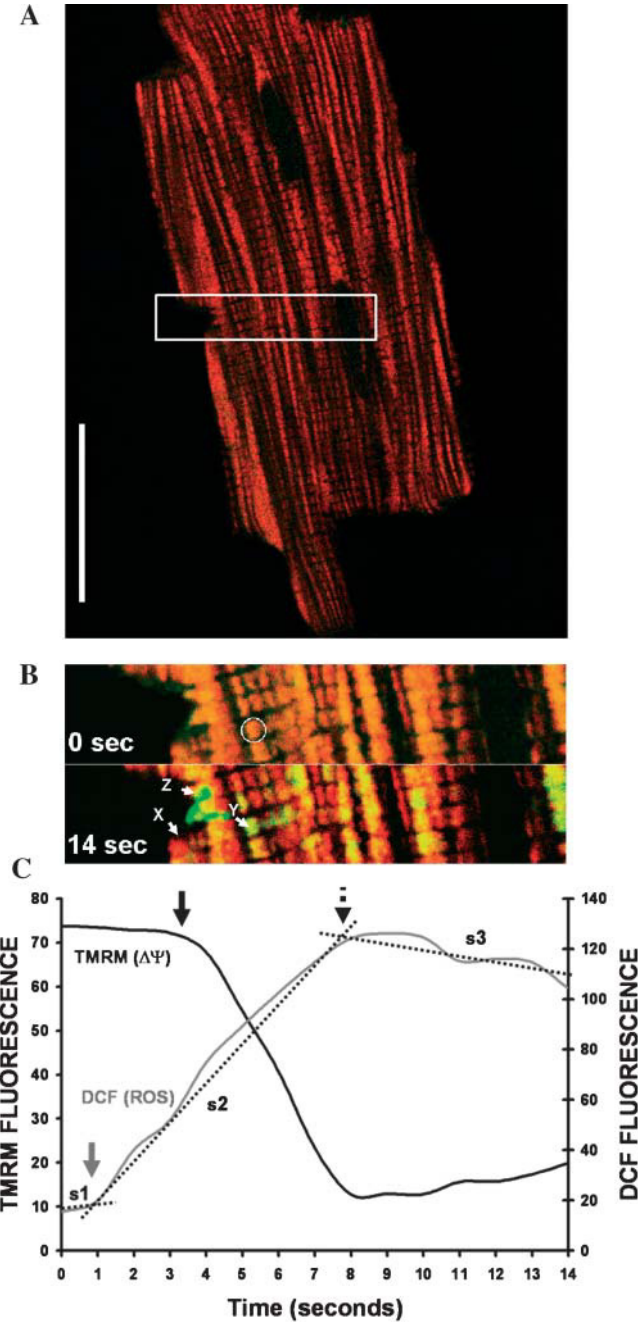 A
B
0 sec
Z
X
Y
14 sec
C
80
70
60
50
40
30
20
10
0
TMRM FLUORESCENCE
TMRM (ΔΨ)
DCF (ROS)
s1
s2
s3
140
120
100
80
60
40
20
0
DCF FLUORESCENCE
0 1 2 3 4 5 6 7 8 9 10 11 12 13 14
Time (seconds)